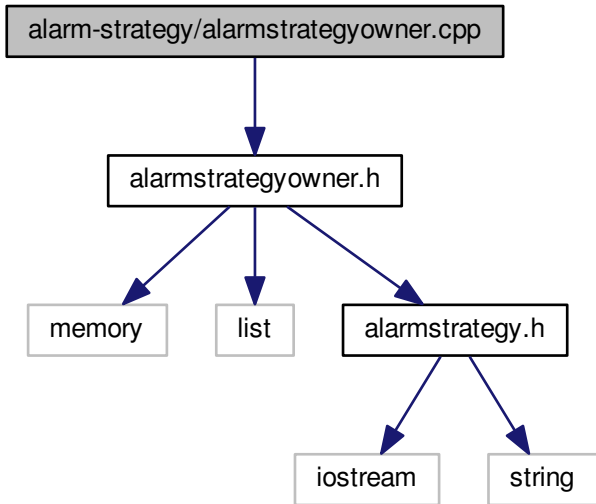 alarm-strategy/alarmstrategyowner.cpp
alarmstrategyowner.h
memory
list
alarmstrategy.h
iostream
string